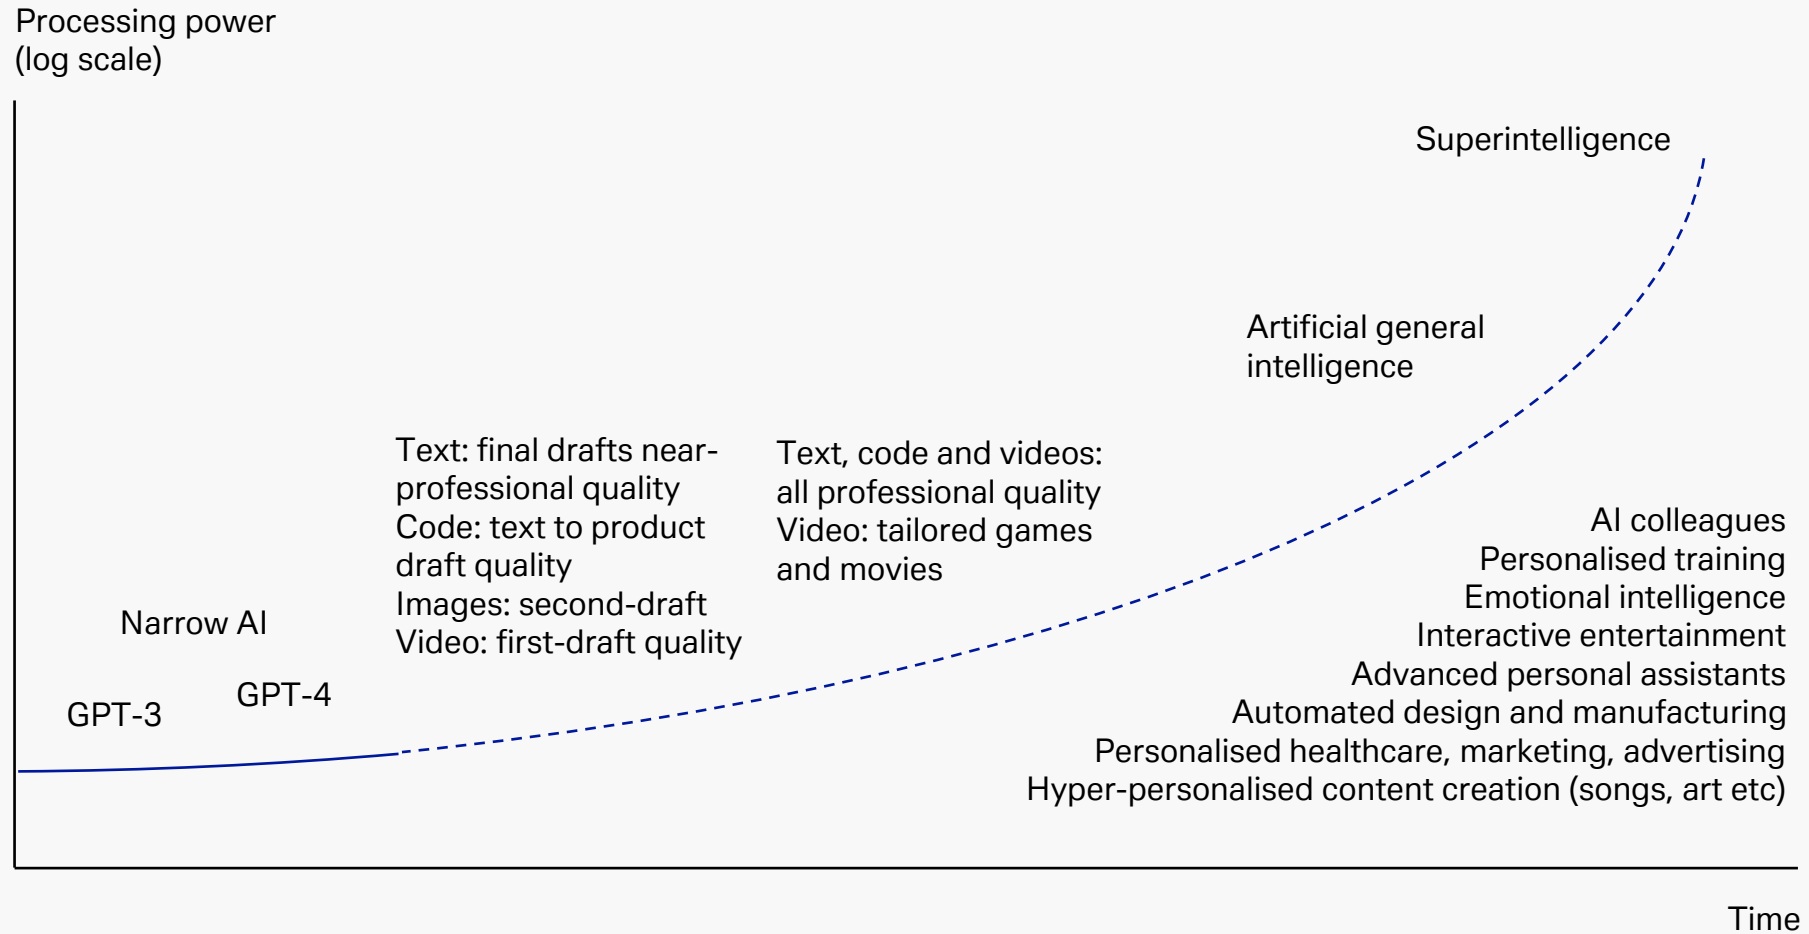 Processing power
(log scale)
Superintelligence
Artificial general
intelligence
Text: final drafts near-
professional quality
Code: text to product
draft quality
Images: second-draft
Video: first-draft quality
Text, code and videos:
all professional quality
Video: tailored games
and movies
Narrow AI
GPT-3
GPT-4
AI colleagues
Personalised training
Emotional intelligence
Interactive entertainment
Advanced personal assistants
Automated design and manufacturing
Personalised healthcare, marketing, advertising
Hyper-personalised content creation (songs, art etc)
Time